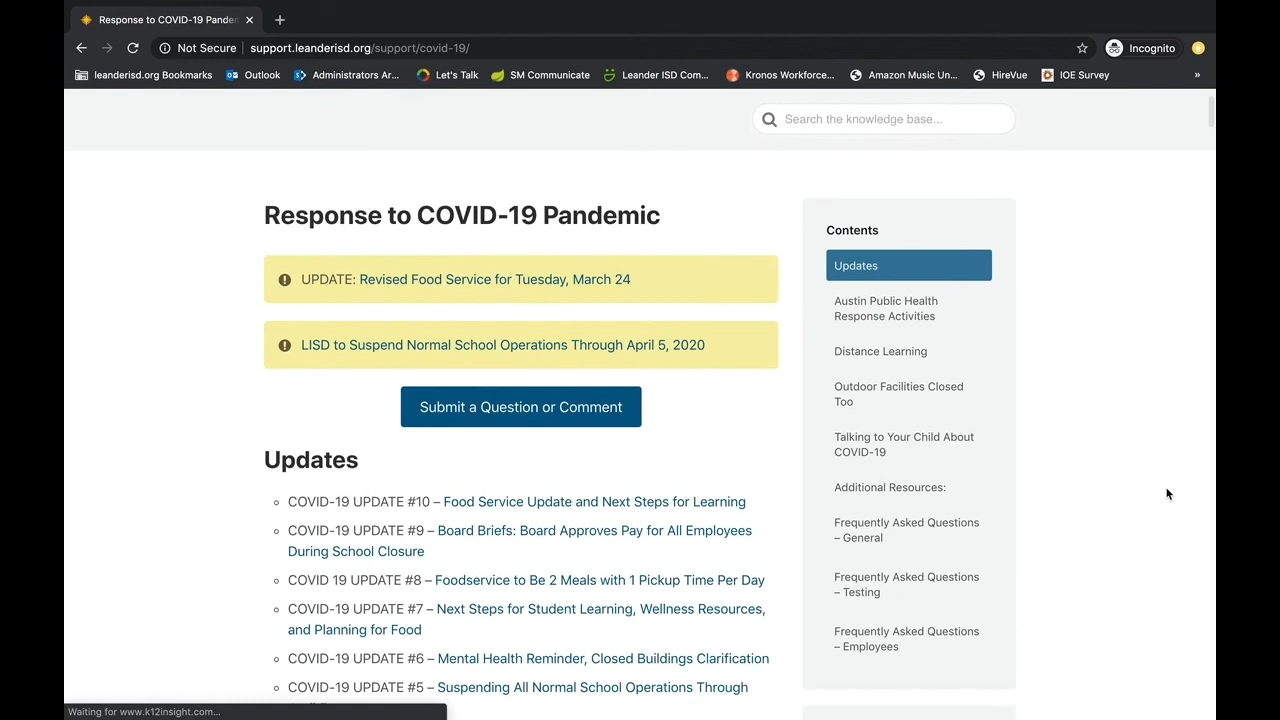 Response to COVID-19 Pandem
Not Secure support.leanderisd.org/support/covid-19/ Incognito
leanderisd.org Bookmarks Outlook Administrators Ar... Let's Talk SM Communicate Leander ISD Com... Kronos Workforce... Amazon Music Un... HireVue IOE Survey »
Search the knowledge base...
Response to COVID-19 Pandemic
UPDATE: Revised Food Service for Tuesday, March 24
LISD to Suspend Normal School Operations Through April 5, 2020
Submit a Question or Comment
Updates
COVID-19 UPDATE #10 – Food Service Update and Next Steps for Learning
COVID-19 UPDATE #9 – Board Briefs: Board Approves Pay for All Employees
During School Closure
COVID 19 UPDATE #8 – Foodservice to Be 2 Meals with 1 Pickup Time Per Day
COVID-19 UPDATE #7 – Next Steps for Student Learning, Wellness Resources,
and Planning for Food
COVID-19 UPDATE #6 – Mental Health Reminder, Closed Buildings Clarification
COVID-19 UPDATE #5 – Suspending All Normal School Operations Through
Contents
Updates
Austin Public Health
Response Activities
Distance Learning
Outdoor Facilities Closed
Too
Talking to Your Child About
COVID-19
Additional Resources:
Frequently Asked Questions
– General
Frequently Asked Questions
– Testing
Frequently Asked Questions
– Employees
Waiting for www.k12insight.com...